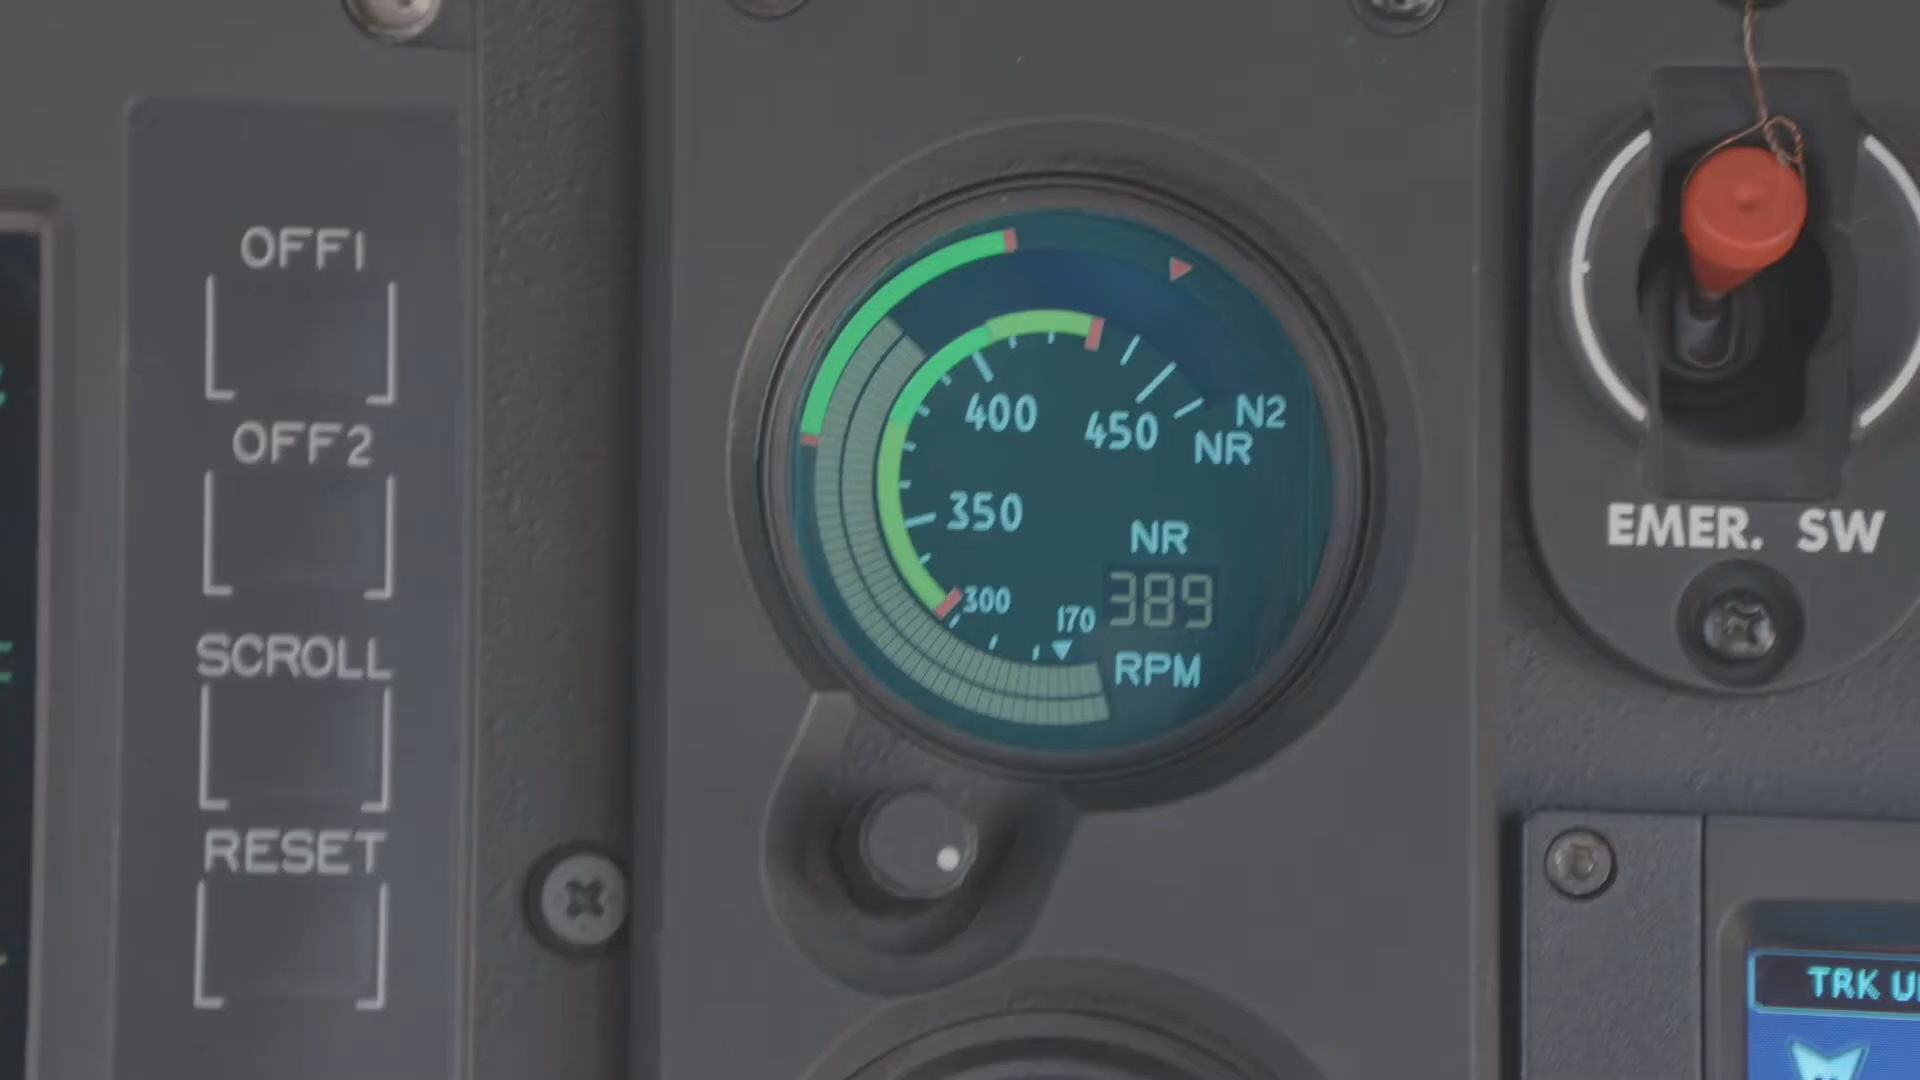 OFF1
OFF2
SCROLL
RESET
400
450
N2
NR
350
NR
300
170
389
RPM
EMER. SW
TRK